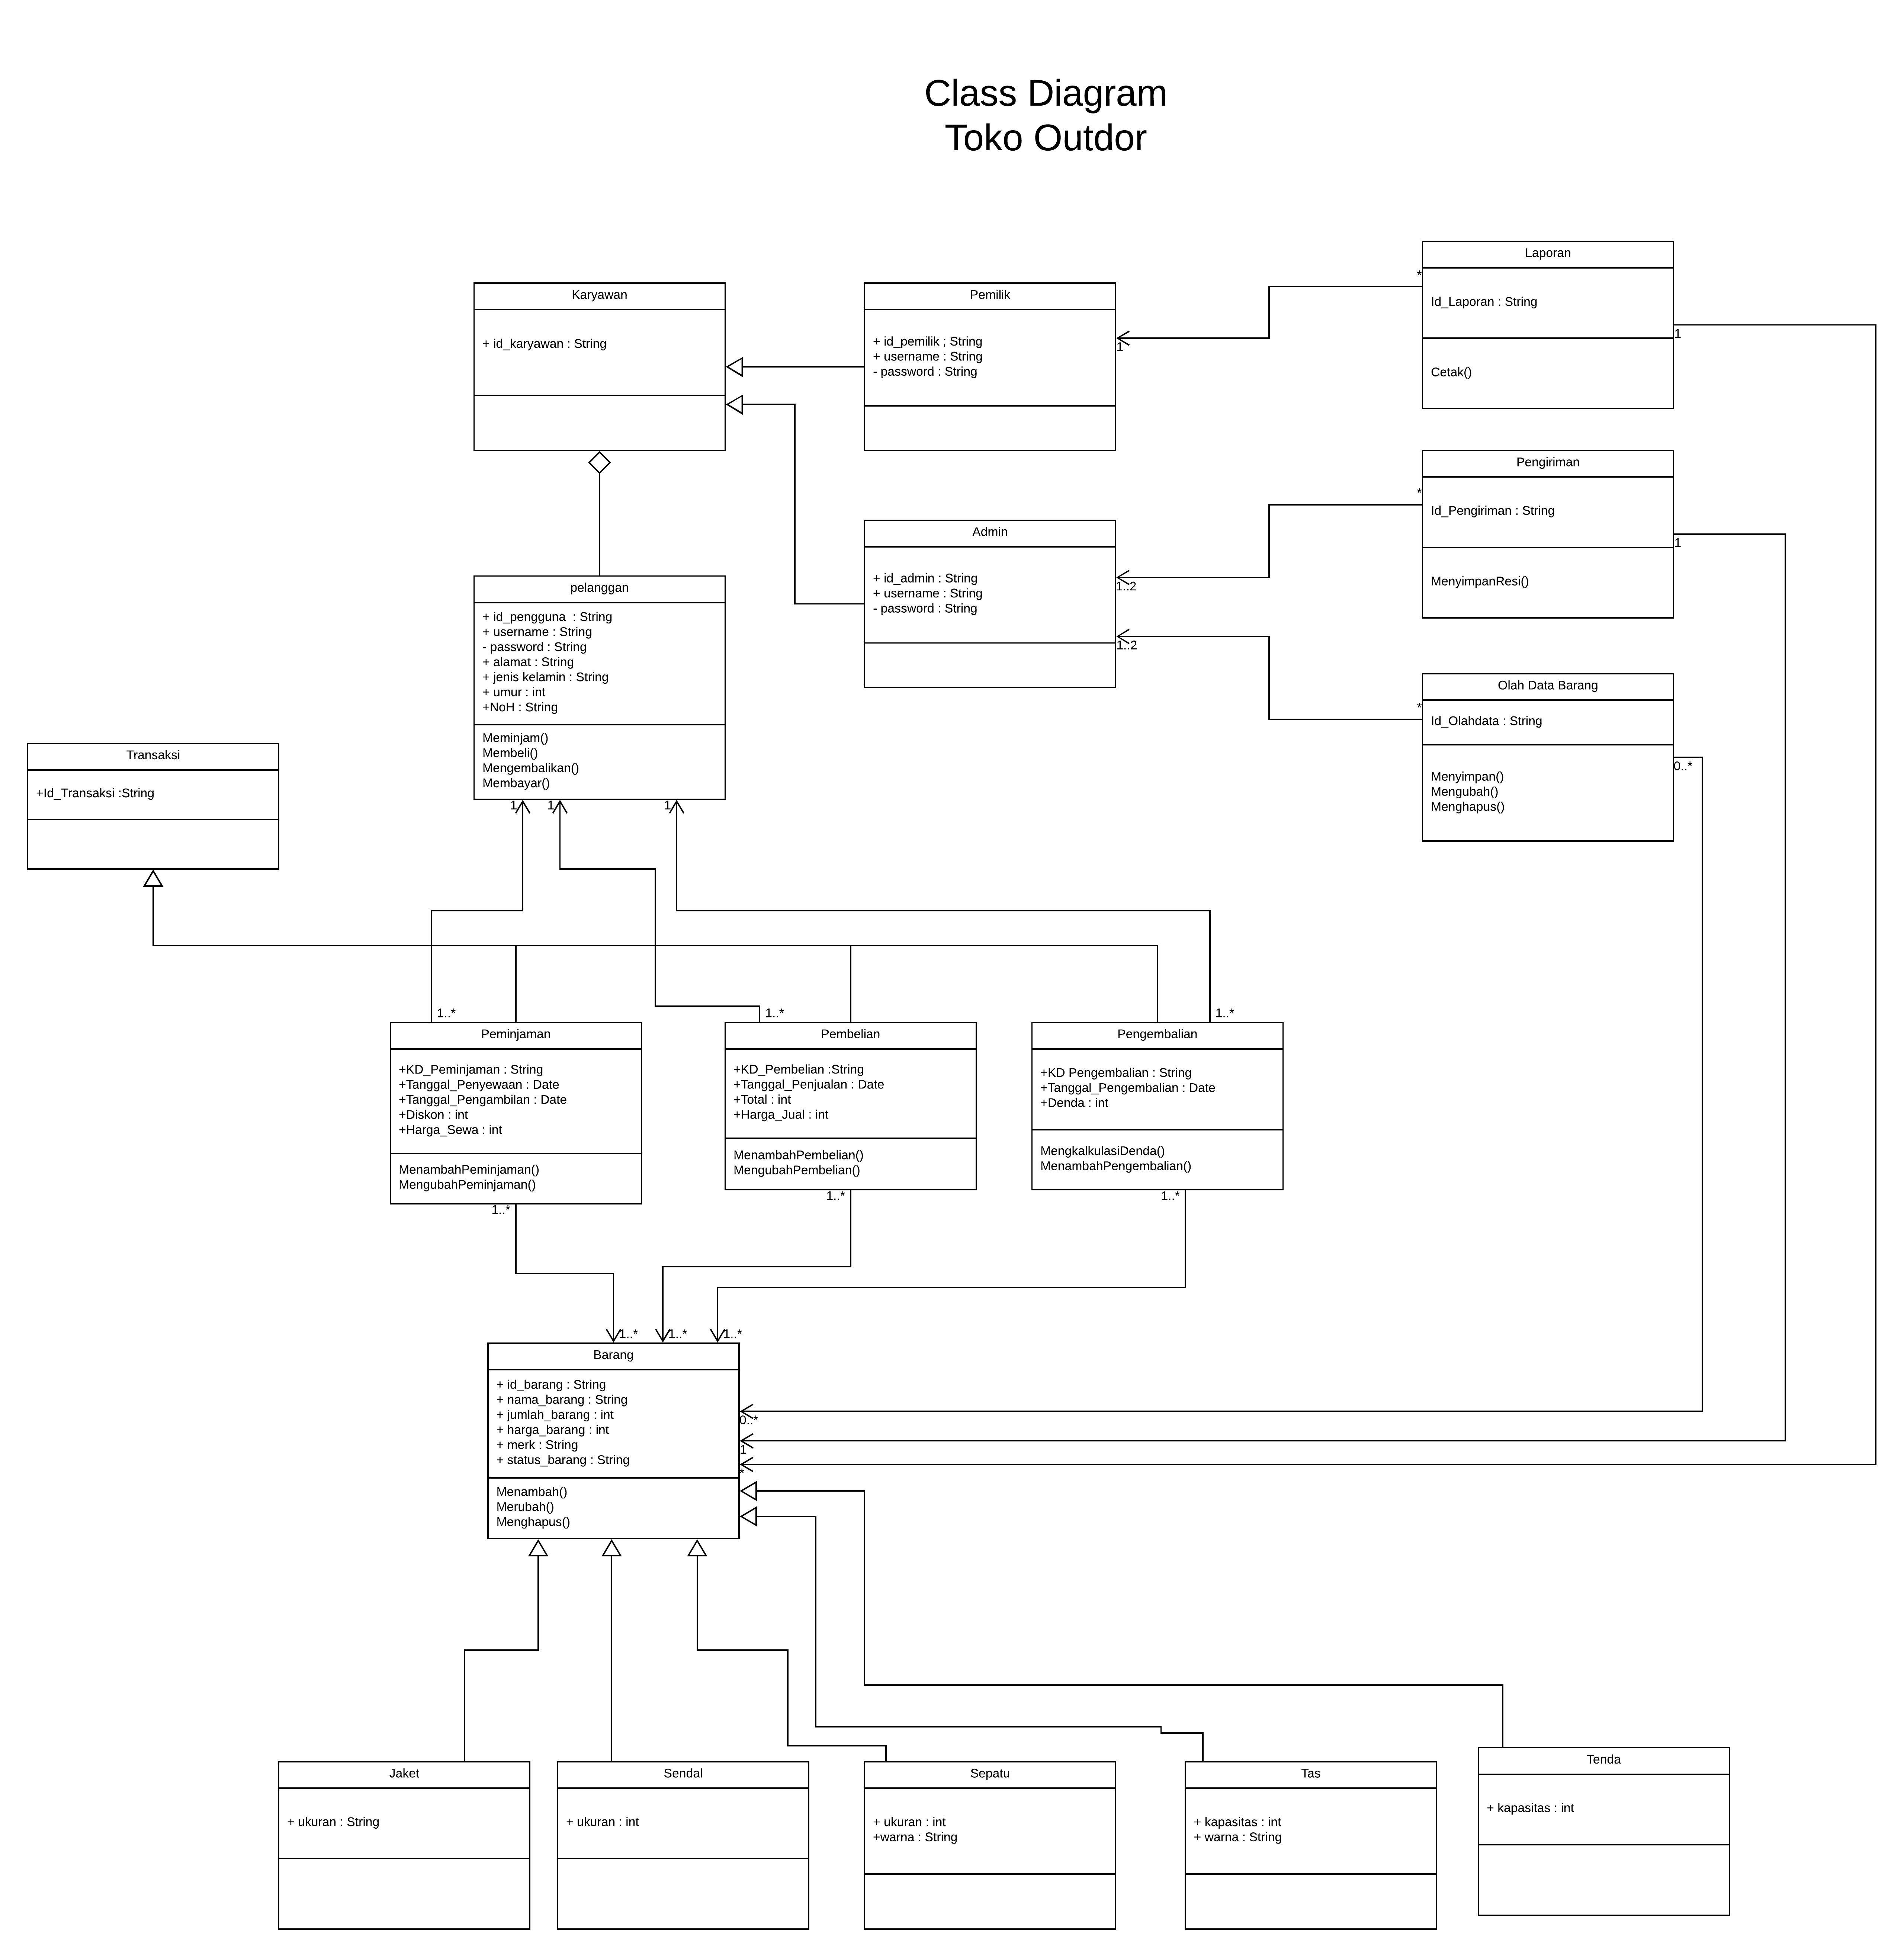 Class Diagram
Toko Outdor
Karyawan
+ id_karyawan : String
Pemilik
+ id_pemilik ; String
+ username : String
- password : String
1
Laporan
Id_Laporan : String
Cetak()
*
1
Pengiriman
Id_Pengiriman : String
MenyimpanResi()
*
1
Admin
+ id_admin : String
+ username : String
- password : String
1..2
1..2
Olah Data Barang
Id_Olahdata : String
Menyimpan()
Mengubah()
Menghapus()
*
0..*
pelanggan
+ id_pengguna  : String
+ username : String
- password : String
+ alamat : String
+ jenis kelamin : String
+ umur : int
+NoH : String
Meminjam()
Membeli()
Mengembalikan()
Membayar()
1
1
1
Transaksi
+Id_Transaksi :String
1..*
1..*
1..*
Peminjaman
+KD_Peminjaman : String
+Tanggal_Penyewaan : Date
+Tanggal_Pengambilan : Date
+Diskon : int
+Harga_Sewa : int
MenambahPeminjaman()
MengubahPeminjaman()
1..*
Pembelian
+KD_Pembelian :String
+Tanggal_Penjualan : Date
+Total : int
+Harga_Jual : int
MenambahPembelian()
MengubahPembelian()
1..*
Pengembalian
+KD Pengembalian : String
+Tanggal_Pengembalian : Date
+Denda : int
MengkalkulasiDenda()
MenambahPengembalian()
1..*
1..*
1..*
1..*
Barang
+ id_barang : String
+ nama_barang : String
+ jumlah_barang : int
+ harga_barang : int
+ merk : String
+ status_barang : String
Menambah()
Merubah()
Menghapus()
0..*
1
*
Jaket
+ ukuran : String
Sendal
+ ukuran : int
Sepatu
+ ukuran : int
+warna : String
Tas
+ kapasitas : int
+ warna : String
Tenda
+ kapasitas : int